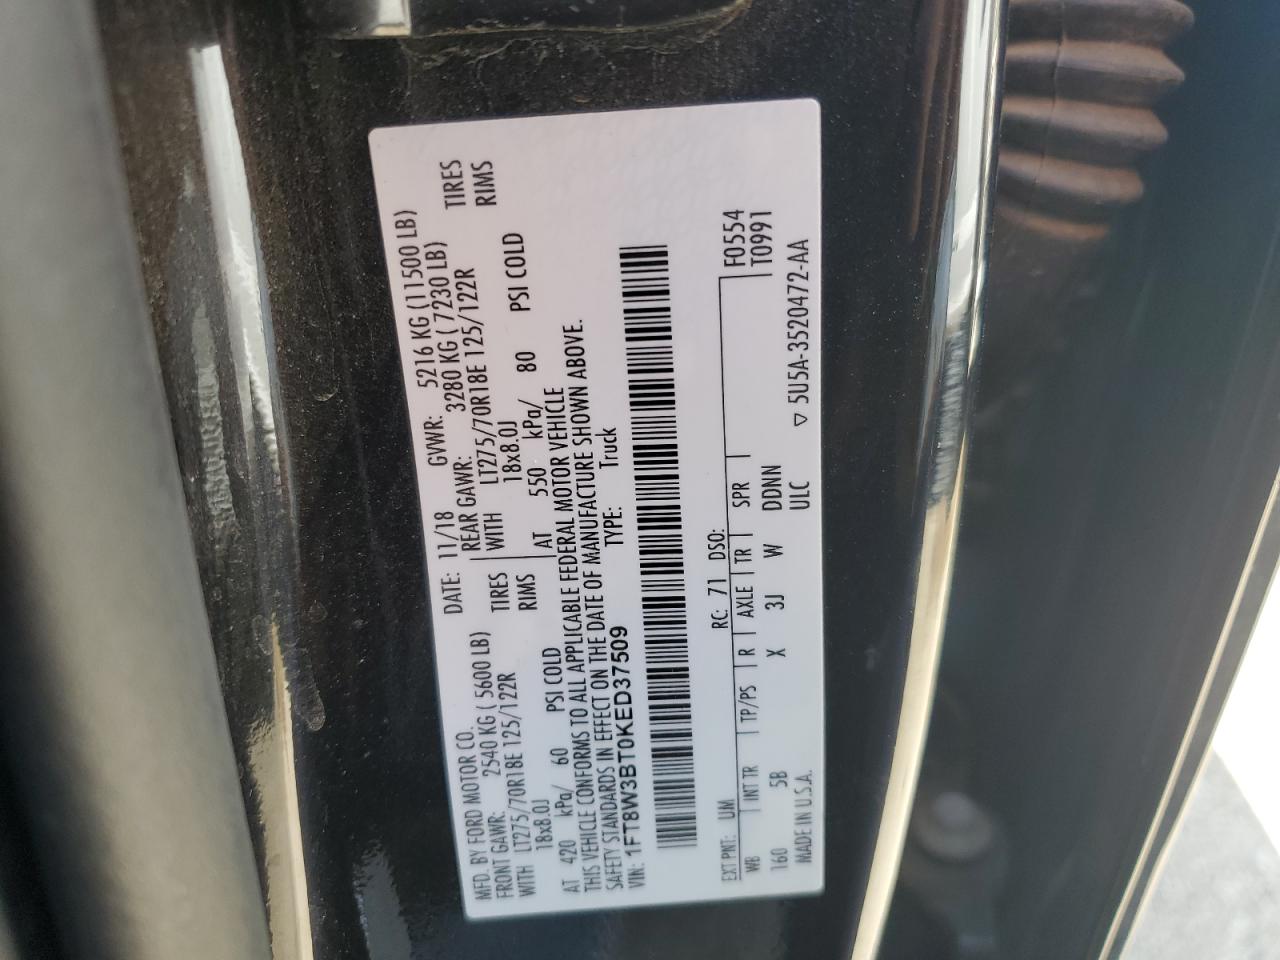 MFD. BY FORD MOTOR CO.
DATE: 11/18 GVWR: 5216 KG (11500 LB)
FRONT GAWR: 2540 KG ( 5600 LB) REAR GAWR: 3280 KG ( 7230 LB)
WITH LT275/70R18E 125/122R TIRES WITH LT275/70R18E 125/122R TIRES
18x8.0J RIMS 18x8.0J RIMS
AT 420 kPa/ 60 PSI COLD AT 550 kPa/ 80 PSI COLD
THIS VEHICLE CONFORMS TO ALL APPLICABLE FEDERAL MOTOR VEHICLE
SAFETY STANDARDS IN EFFECT ON THE DATE OF MANUFACTURE SHOWN ABOVE.
VIN: 1FT8W3BT0KED37509 TYPE: Truck
F0554
T0991
EXT PNT: UM RC: 71 DSO:
WB INT TR TP/PS R AXLE TR SPR
160 5B X 3J W DDNN
MADE IN U.S.A. ULC ▽ 5U5A-3520472-AA